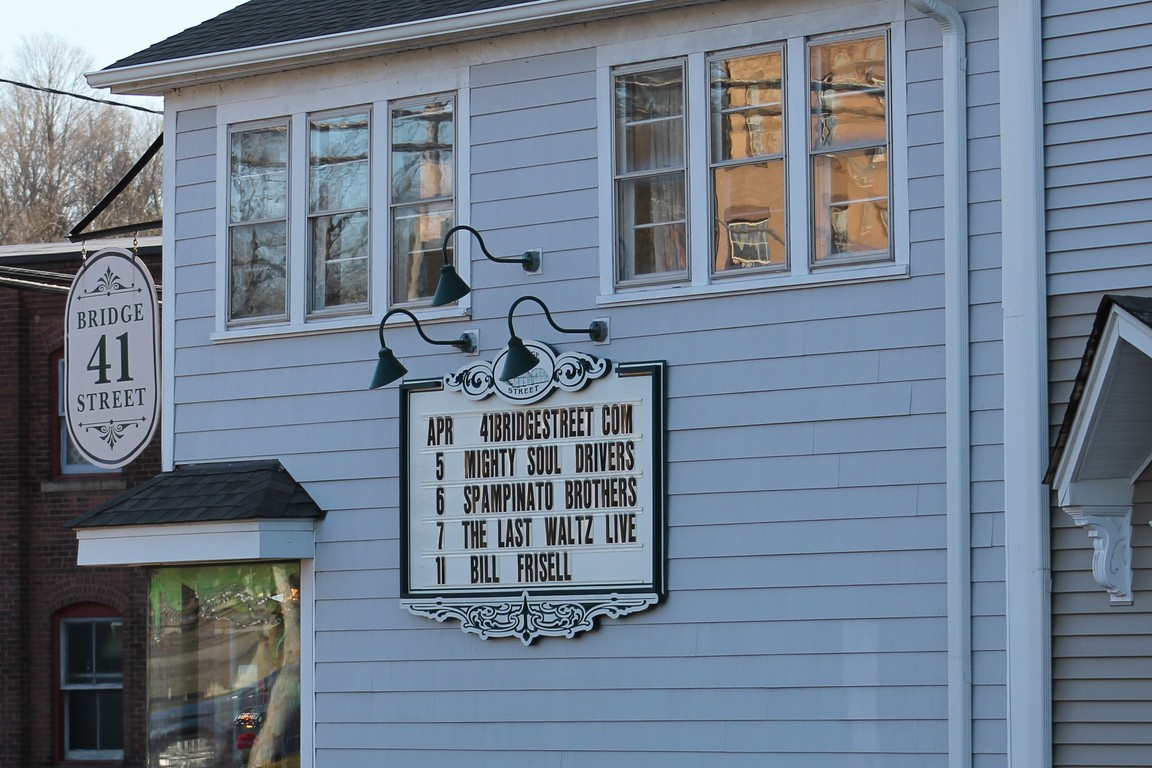 BRIDGE
41
STREET
STREET
APR 41BRIDGESTREET COM
5 MIGHTY SOUL DRIVERS
6 SPAMPINATO BROTHERS
7 THE LAST WALTZ LIVE
11 BILL FRISELL